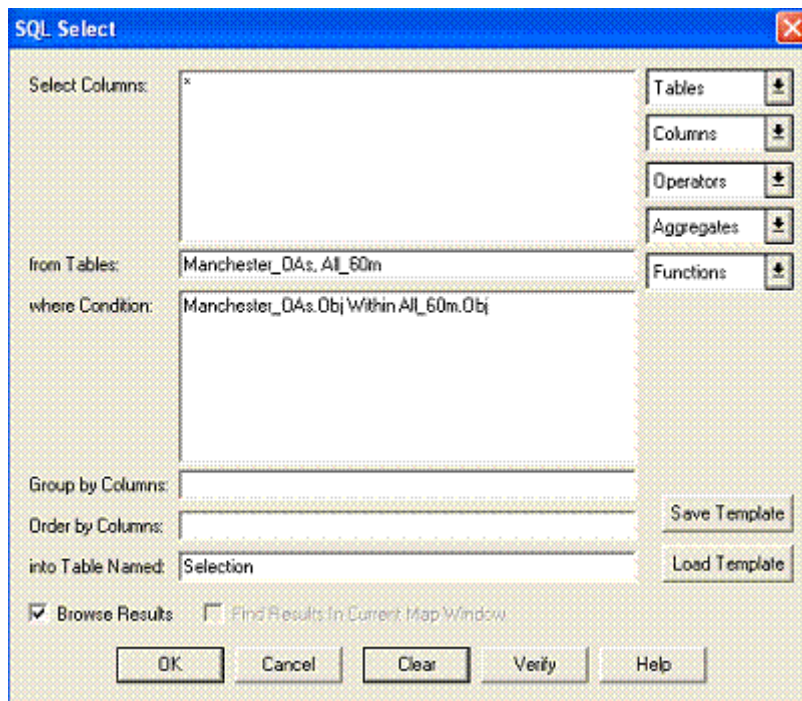 SQL Select
Select Columns:
*
Tables
Columns
Operators
Aggregates
from Tables:
Manchester_OAs, All_60m
Functions
where Condition:
Manchester_OAs.Obj Within All_60m.Obj
Group by Columns:
Order by Columns:
Save Template
into Table Named:
Selection
Load Template
Browse Results
Find Results In Current Map Window
OK
Cancel
Clear
Verify
Help